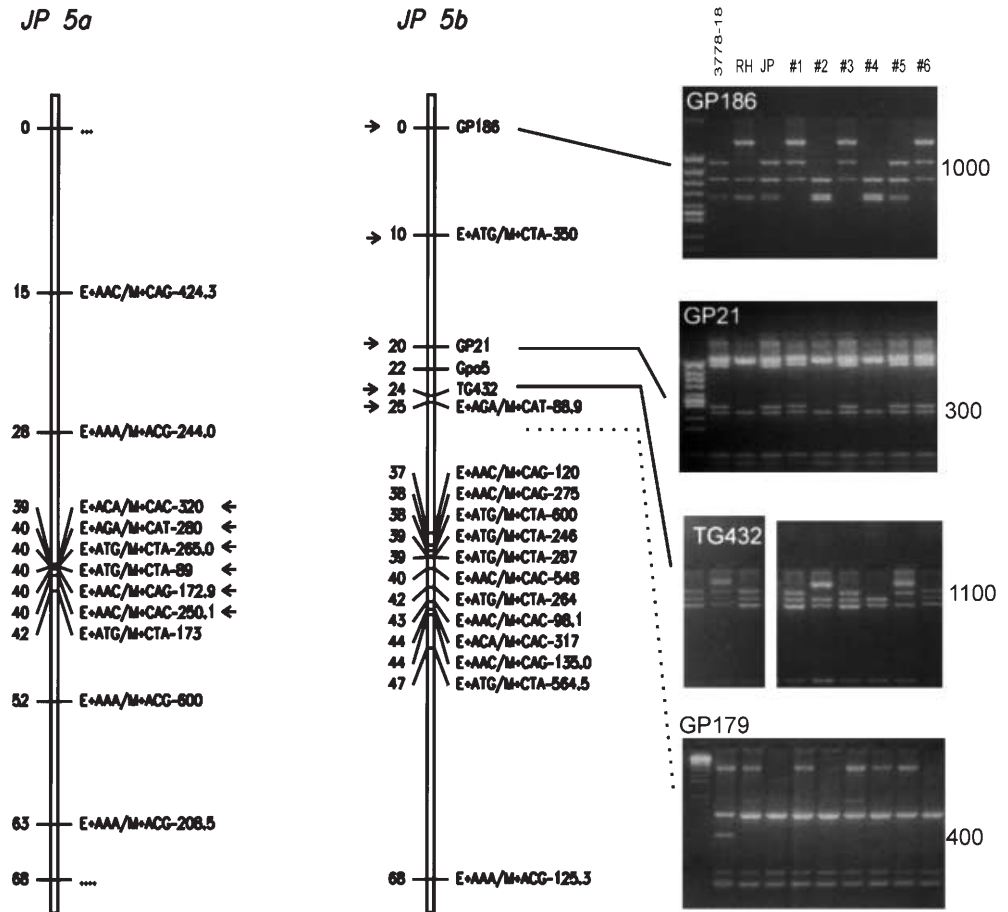 JP 5a
0 ...
15 E+AAC/M+CAG-424.3
28 E+AAA/M+ACG-244.0
39 E+ACA/M+CAC-320 ←
40 E+AGA/M+CAT-280 ←
40 E+ATG/M+CTA-265.0 ←
40 E+ATG/M+CTA-89 ←
40 E+AAC/M+CAG-172.9 ←
40 E+AAC/M+CAC-250.1 ←
42 E+ATG/M+CTA-173
52 E+AAA/M+ACG-600
63 E+AAA/M+ACG-208.5
68 ....
JP 5b
→ 0 GP186
→ 10 E+ATG/M+CTA-350
→ 20 GP21
22 Gpa5
→ 24 TG432
→ 25 E+AGA/M+CAT-88.9
37 E+AAC/M+CAG-120
38 E+AAC/M+CAG-275
38 E+ATG/M+CTA-600
39 E+ATG/M+CTA-246
39 E+ATG/M+CTA-287
40 E+AAC/M+CAC-548
42 E+ATG/M+CTA-264
43 E+AAC/M+CAC-98.1
44 E+ACA/M+CAC-317
44 E+AAC/M+CAG-135.0
47 E+ATG/M+CTA-564.5
68 E+AAA/M+ACG-125.3
3778-18 RH JP #1 #2 #3 #4 #5 #6
GP186
1000
GP21
300
TG432
1100
GP179
400